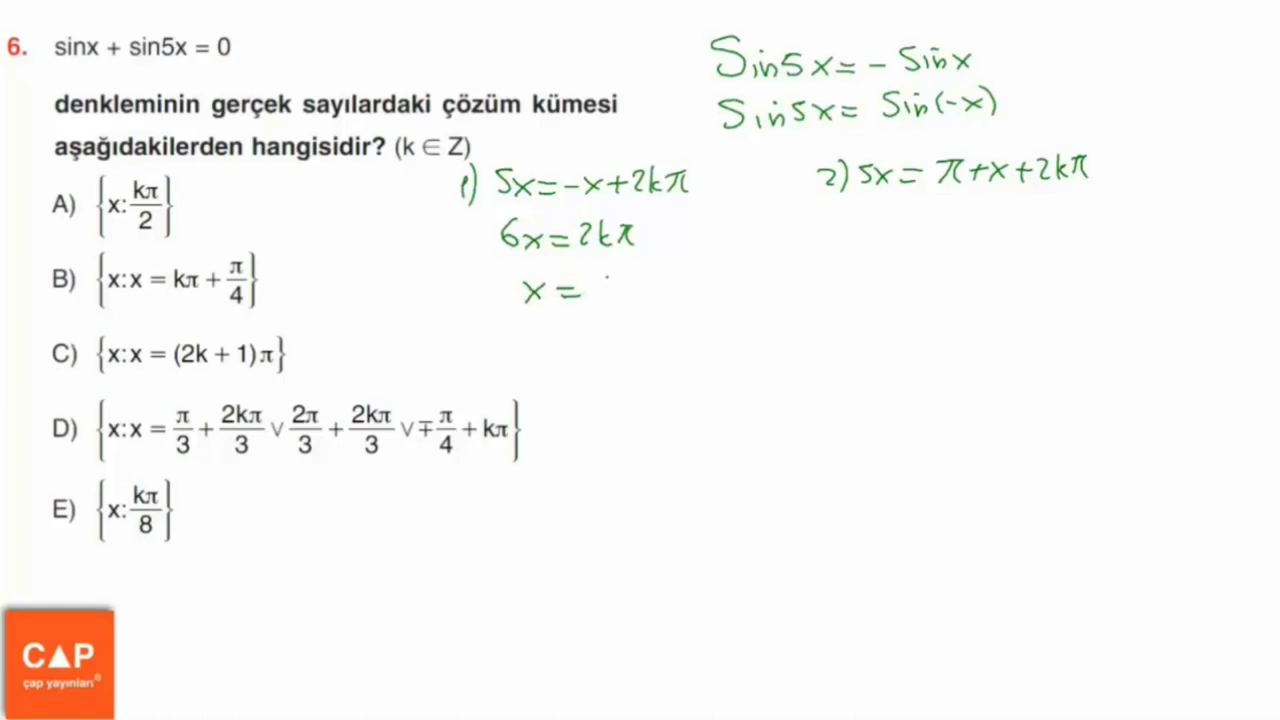 6. sinx + sin5x = 0
denkleminin gerçek sayılardaki çözüm kümesi
aşağıdakilerden hangisidir? (k ∈ Z)
A) {x: kπ/2}
B) {x:x = kπ + π/4}
C) {x:x = (2k + 1)π}
D) {x:x = π/3 + 2kπ/3 ∨ 2π/3 + 2kπ/3 ∨ ∓π/4 + kπ}
E) {x: kπ/8}
Sin5x = - Sinx
Sin5x = Sin(-x)
1) 5x = -x + 2kπ
6x = 2kπ
x =
2) 5x = π + x + 2kπ
CAP
çap yayınları®